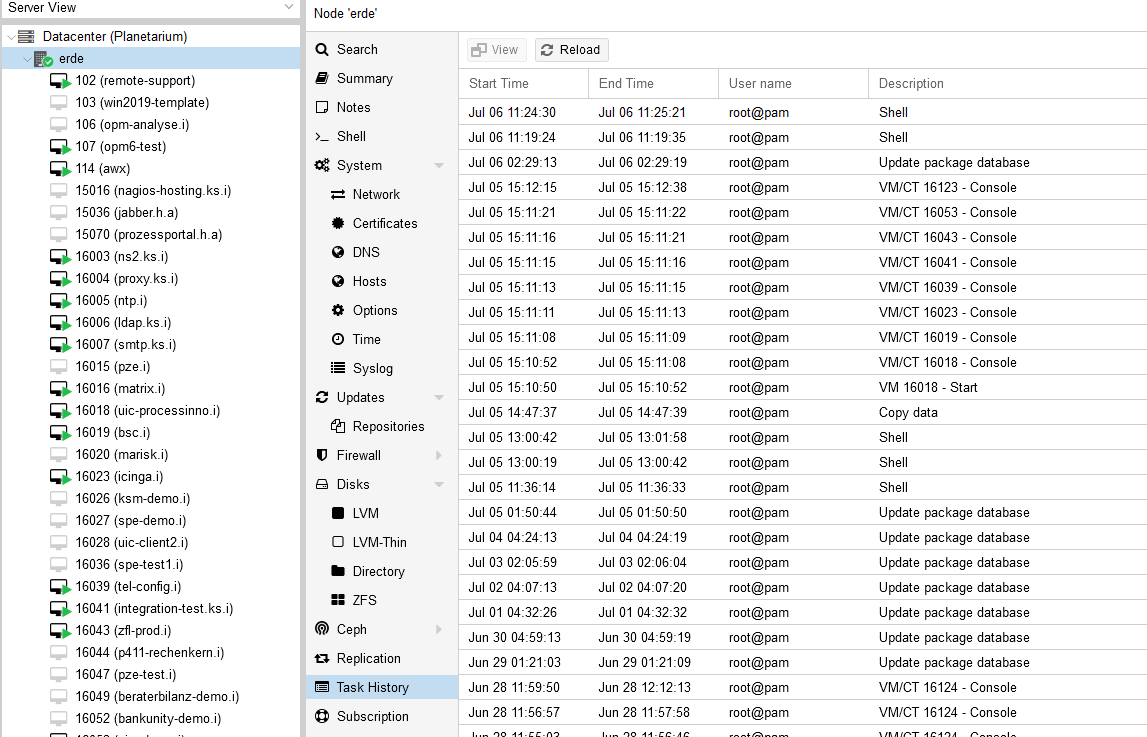 Server View
Datacenter (Planetarium)
erde
102 (remote-support)
103 (win2019-template)
106 (opm-analyse.i)
107 (opm6-test)
114 (awx)
15016 (nagios-hosting.ks.i)
15036 (jabber.h.a)
15070 (prozessportal.h.a)
16003 (ns2.ks.i)
16004 (proxy.ks.i)
16005 (ntp.i)
16006 (ldap.ks.i)
16007 (smtp.ks.i)
16015 (pze.i)
16016 (matrix.i)
16018 (uic-processinno.i)
16019 (bsc.i)
16020 (marisk.i)
16023 (icinga.i)
16026 (ksm-demo.i)
16027 (spe-demo.i)
16028 (uic-client2.i)
16036 (spe-test1.i)
16039 (tel-config.i)
16041 (integration-test.ks.i)
16043 (zfl-prod.i)
16044 (p411-rechenkern.i)
16047 (pze-test.i)
16049 (beraterbilanz-demo.i)
16052 (bankunity-demo.i)
Node 'erde'
Search
Summary
Notes
Shell
System
Network
Certificates
DNS
Hosts
Options
Time
Syslog
Updates
Repositories
Firewall
Disks
LVM
LVM-Thin
Directory
ZFS
Ceph
Replication
Task History
Subscription
View Reload
Start Time End Time User name Description
Jul 06 11:24:30 Jul 06 11:25:21 root@pam Shell
Jul 06 11:19:24 Jul 06 11:19:35 root@pam Shell
Jul 06 02:29:13 Jul 06 02:29:19 root@pam Update package database
Jul 05 15:12:15 Jul 05 15:12:38 root@pam VM/CT 16123 - Console
Jul 05 15:11:21 Jul 05 15:11:22 root@pam VM/CT 16053 - Console
Jul 05 15:11:16 Jul 05 15:11:21 root@pam VM/CT 16043 - Console
Jul 05 15:11:15 Jul 05 15:11:16 root@pam VM/CT 16041 - Console
Jul 05 15:11:13 Jul 05 15:11:15 root@pam VM/CT 16039 - Console
Jul 05 15:11:11 Jul 05 15:11:13 root@pam VM/CT 16023 - Console
Jul 05 15:11:08 Jul 05 15:11:09 root@pam VM/CT 16019 - Console
Jul 05 15:10:52 Jul 05 15:11:08 root@pam VM/CT 16018 - Console
Jul 05 15:10:50 Jul 05 15:10:52 root@pam VM 16018 - Start
Jul 05 14:47:37 Jul 05 14:47:39 root@pam Copy data
Jul 05 13:00:42 Jul 05 13:01:58 root@pam Shell
Jul 05 13:00:19 Jul 05 13:00:42 root@pam Shell
Jul 05 11:36:14 Jul 05 11:36:33 root@pam Shell
Jul 05 01:50:44 Jul 05 01:50:50 root@pam Update package database
Jul 04 04:24:13 Jul 04 04:24:19 root@pam Update package database
Jul 03 02:05:59 Jul 03 02:06:04 root@pam Update package database
Jul 02 04:07:13 Jul 02 04:07:20 root@pam Update package database
Jul 01 04:32:26 Jul 01 04:32:32 root@pam Update package database
Jun 30 04:59:13 Jun 30 04:59:19 root@pam Update package database
Jun 29 01:21:03 Jun 29 01:21:09 root@pam Update package database
Jun 28 11:59:50 Jun 28 12:12:13 root@pam VM/CT 16124 - Console
Jun 28 11:56:57 Jun 28 11:57:58 root@pam VM/CT 16124 - Console
Jun 28 11:55:03 Jun 28 11:56:46 root@pam VM/CT 16124 - Console